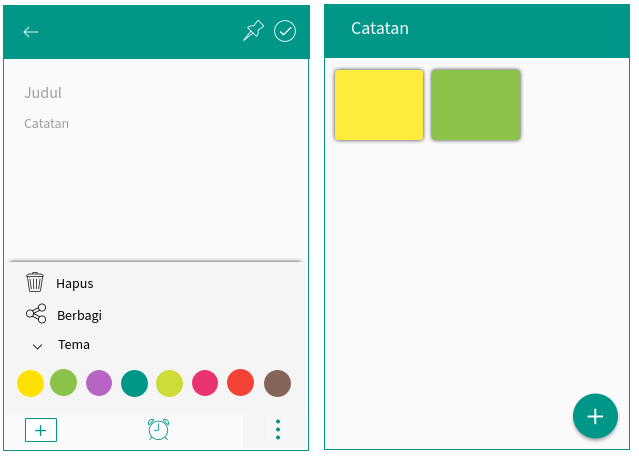 Judul
Catatan
Hapus
Berbagi
Tema
Catatan